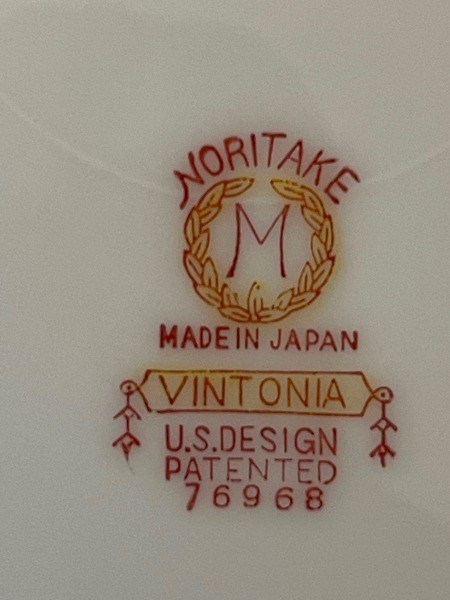 NORITAKE
M
MADE IN JAPAN
VINTONIA
U.S.DESIGN
PATENTED
76968